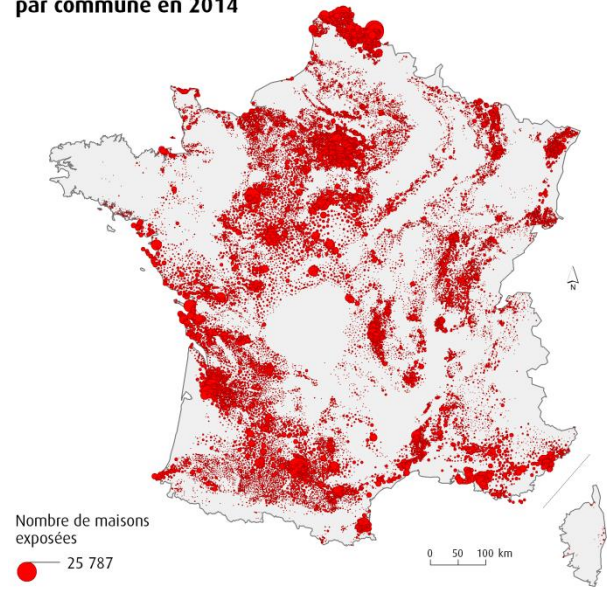 par commune en 2014
N
Nombre de maisons
exposées
25 787
0 50 100 km